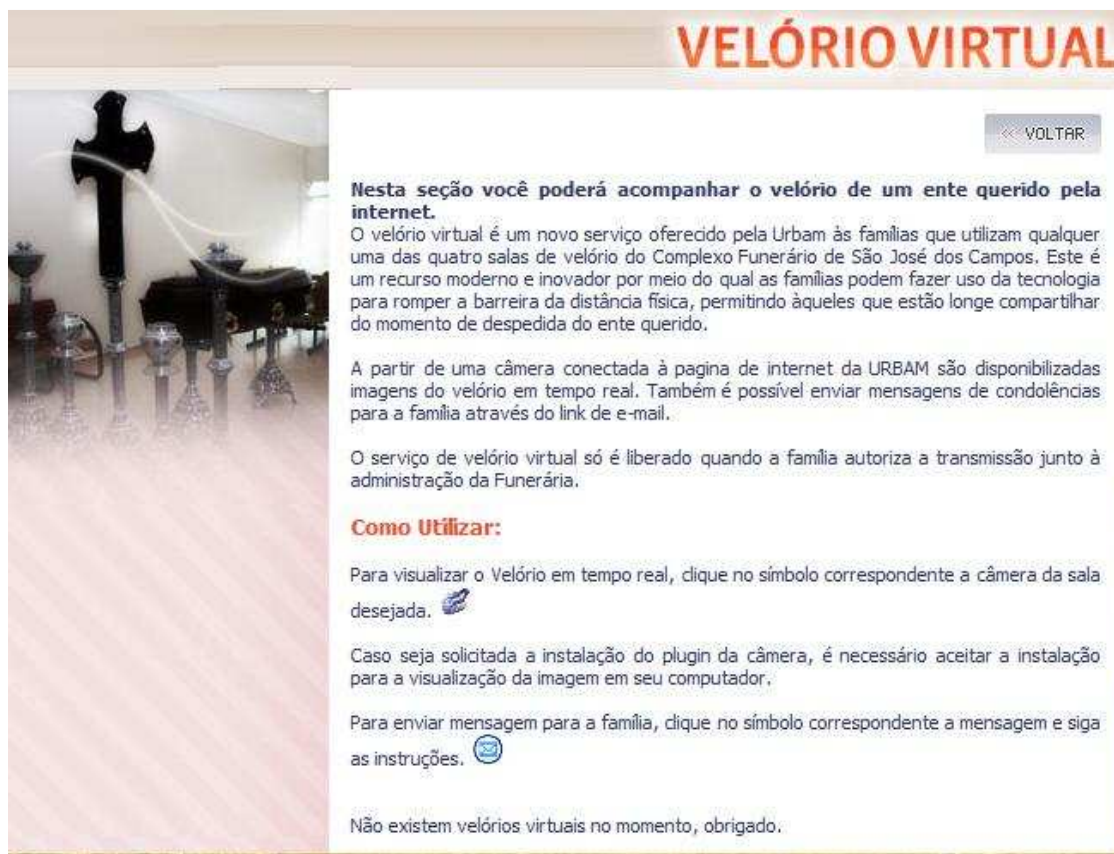 VELÓRIO VIRTUAL
<< VOLTAR
Nesta seção você poderá acompanhar o velório de um ente querido pela
internet.
O velório virtual é um novo serviço oferecido pela Urbam às famílias que utilizam qualquer
uma das quatro salas de velório do Complexo Funerário de São José dos Campos. Este é
um recurso moderno e inovador por meio do qual as famílias podem fazer uso da tecnologia
para romper a barreira da distância física, permitindo àqueles que estão longe compartilhar
do momento de despedida do ente querido.
A partir de uma câmera conectada à pagina de internet da URBAM são disponibilizadas
imagens do velório em tempo real. Também é possível enviar mensagens de condolências
para a família através do link de e-mail.
O serviço de velório virtual só é liberado quando a família autoriza a transmissão junto à
administração da Funerária.
Como Utilizar:
Para visualizar o Velório em tempo real, clique no símbolo correspondente a câmera da sala
desejada.
Caso seja solicitada a instalação do plugin da câmera, é necessário aceitar a instalação
para a visualização da imagem em seu computador.
Para enviar mensagem para a família, clique no símbolo correspondente a mensagem e siga
as instruções.
Não existem velórios virtuais no momento, obrigado.